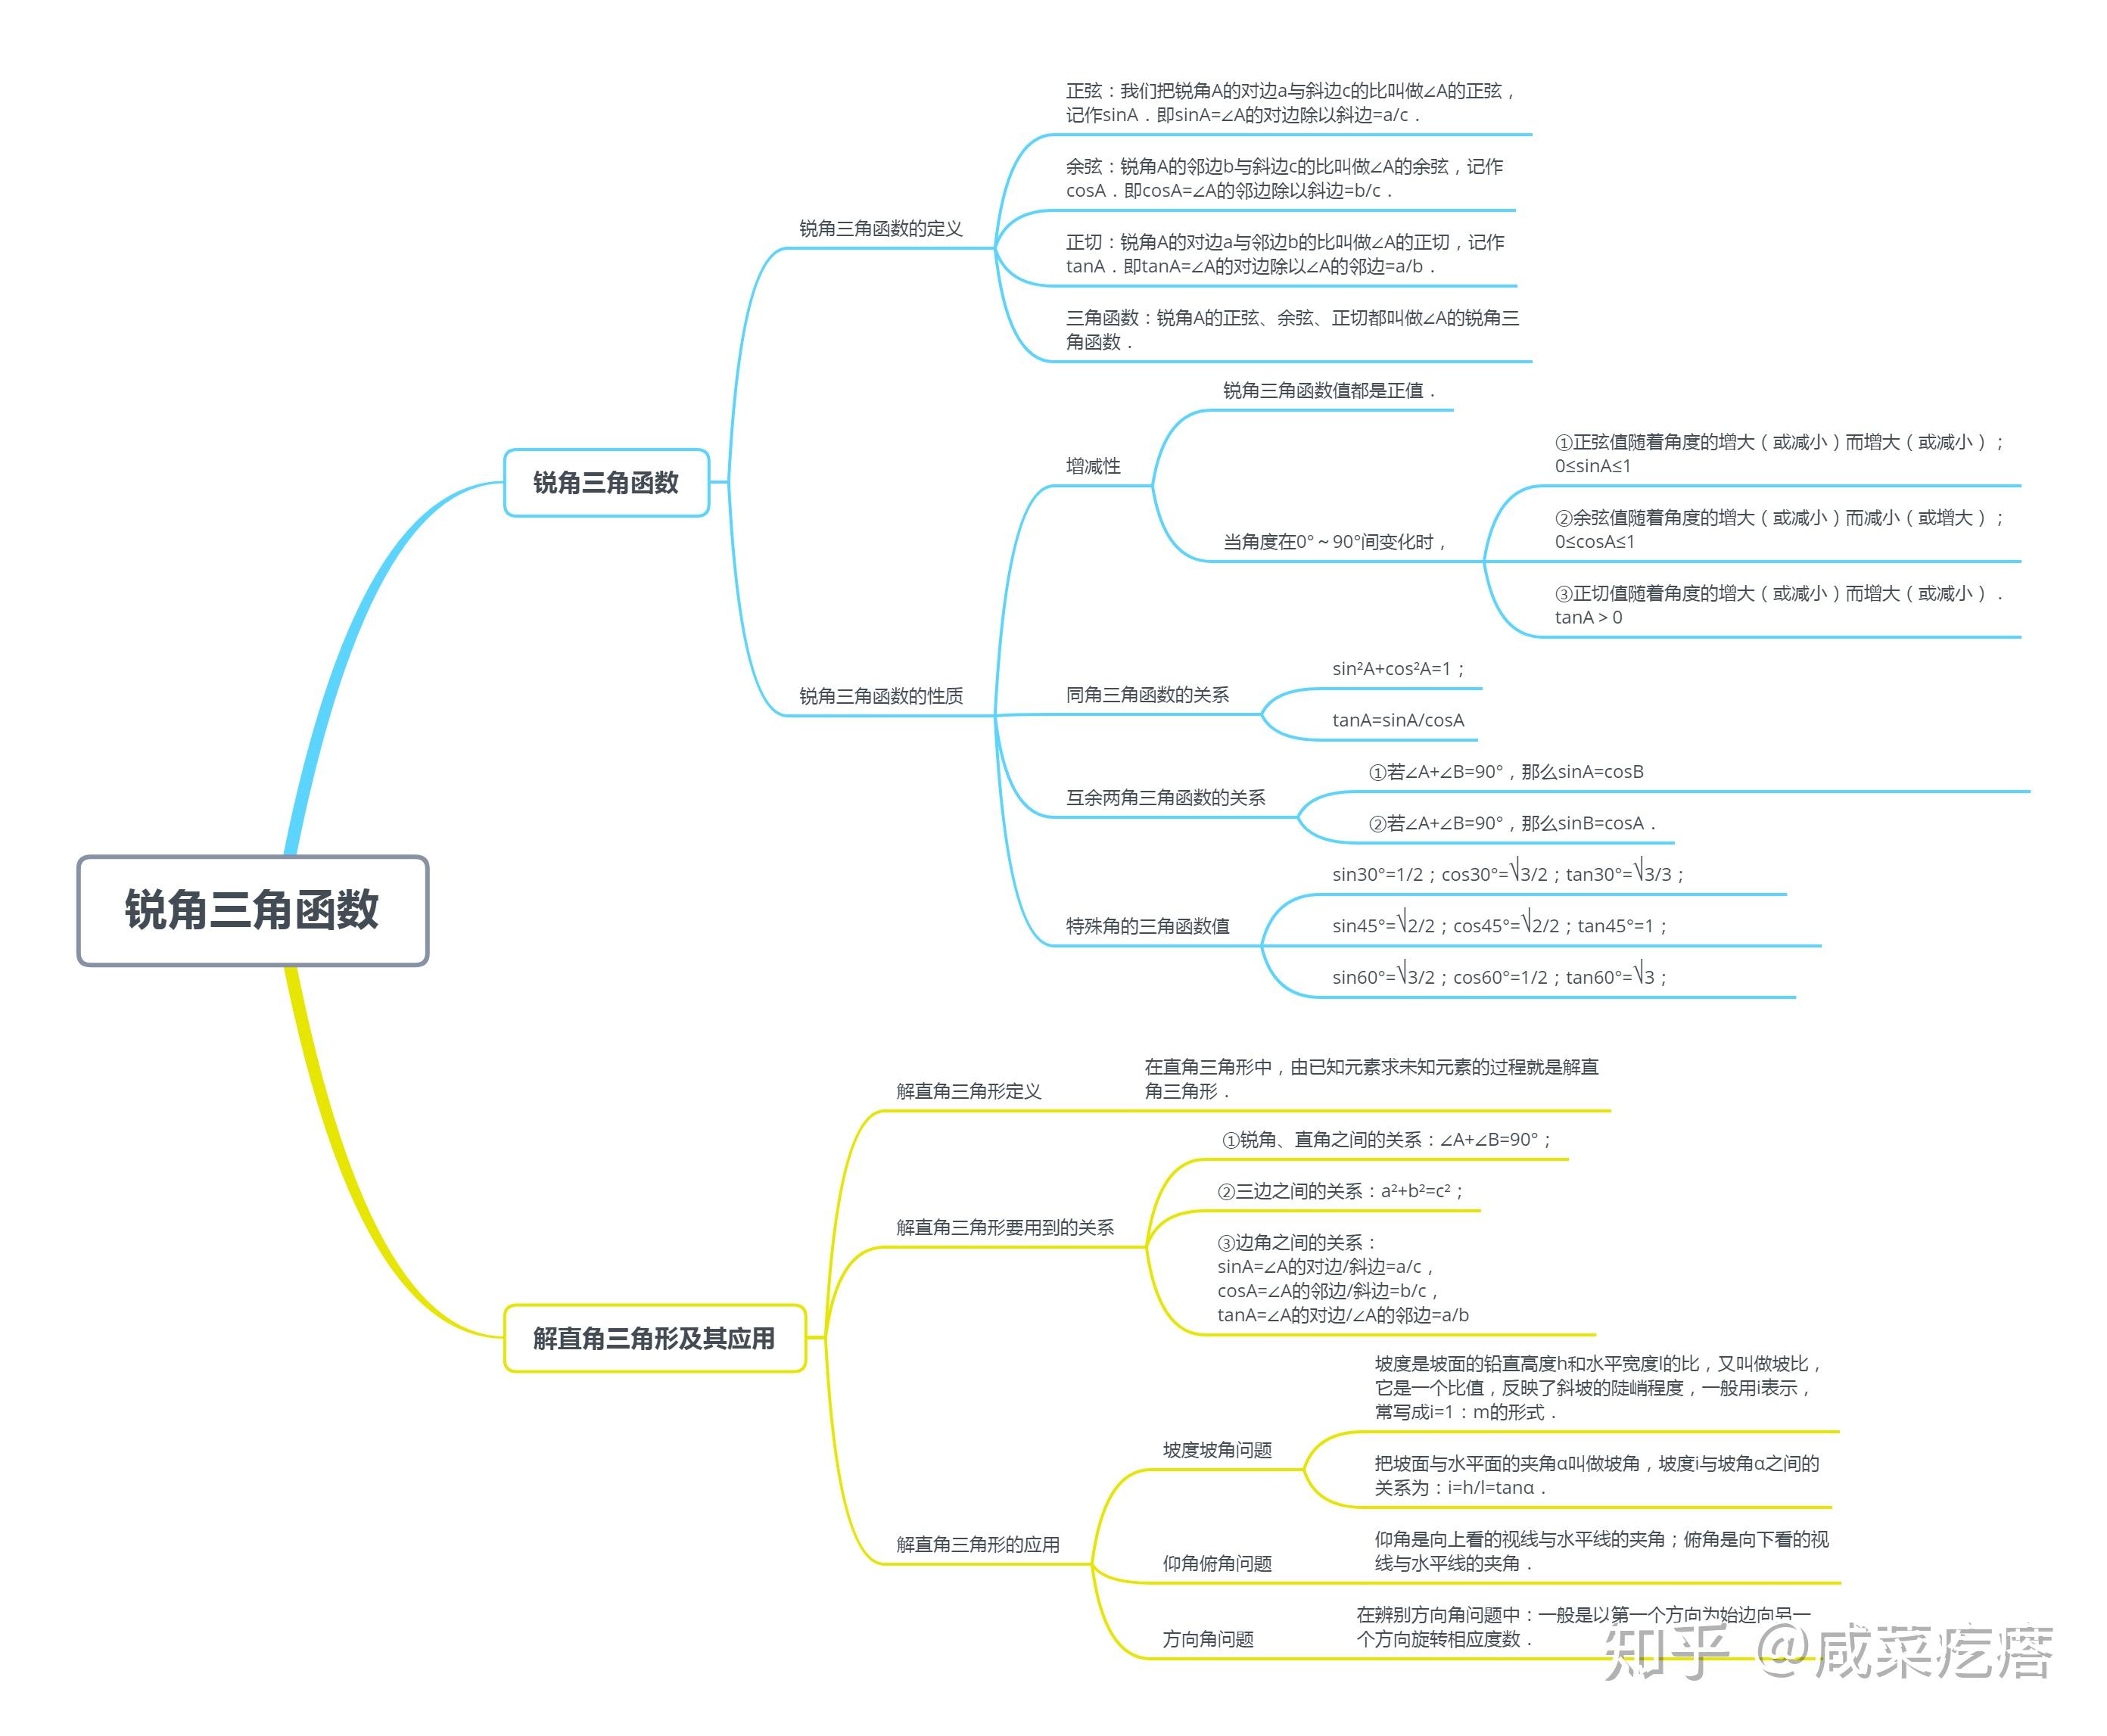 锐角三角函数
锐角三角函数
锐角三角函数的定义
正弦：我们把锐角A的对边a与斜边c的比叫做∠A的正弦，
记作sinA．即sinA=∠A的对边除以斜边=a/c．
余弦：锐角A的邻边b与斜边c的比叫做∠A的余弦，记作
cosA．即cosA=∠A的邻边除以斜边=b/c．
正切：锐角A的对边a与邻边b的比叫做∠A的正切，记作
tanA．即tanA=∠A的对边除以∠A的邻边=a/b．
三角函数：锐角A的正弦、余弦、正切都叫做∠A的锐角三
角函数．
锐角三角函数的性质
增减性
锐角三角函数值都是正值．
当角度在0°～90°间变化时，
①正弦值随着角度的增大（或减小）而增大（或减小）；
0≤sinA≤1
②余弦值随着角度的增大（或减小）而减小（或增大）；
0≤cosA≤1
③正切值随着角度的增大（或减小）而增大（或减小）．
tanA＞0
同角三角函数的关系
sin²A+cos²A=1；
tanA=sinA/cosA
互余两角三角函数的关系
①若∠A+∠B=90°，那么sinA=cosB
②若∠A+∠B=90°，那么sinB=cosA．
特殊角的三角函数值
sin30°=1/2；cos30°=√3/2；tan30°=√3/3；
sin45°=√2/2；cos45°=√2/2；tan45°=1；
sin60°=√3/2；cos60°=1/2；tan60°=√3；
解直角三角形及其应用
解直角三角形定义
在直角三角形中，由已知元素求未知元素的过程就是解直
角三角形．
解直角三角形要用到的关系
①锐角、直角之间的关系：∠A+∠B=90°；
②三边之间的关系：a²+b²=c²；
③边角之间的关系：
sinA=∠A的对边/斜边=a/c，
cosA=∠A的邻边/斜边=b/c，
tanA=∠A的对边/∠A的邻边=a/b
解直角三角形的应用
坡度坡角问题
坡度是坡面的铅直高度h和水平宽度l的比，又叫做坡比，
它是一个比值，反映了斜坡的陡峭程度，一般用i表示，
常写成i=1：m的形式．
把坡面与水平面的夹角α叫做坡角，坡度i与坡角α之间的
关系为：i=h/l=tanα．
仰角俯角问题
仰角是向上看的视线与水平线的夹角；俯角是向下看的视
线与水平线的夹角．
方向角问题
在辨别方向角问题中：一般是以第一个方向为始边向另一
个方向旋转相应度数．
知乎 @咸菜疙瘩